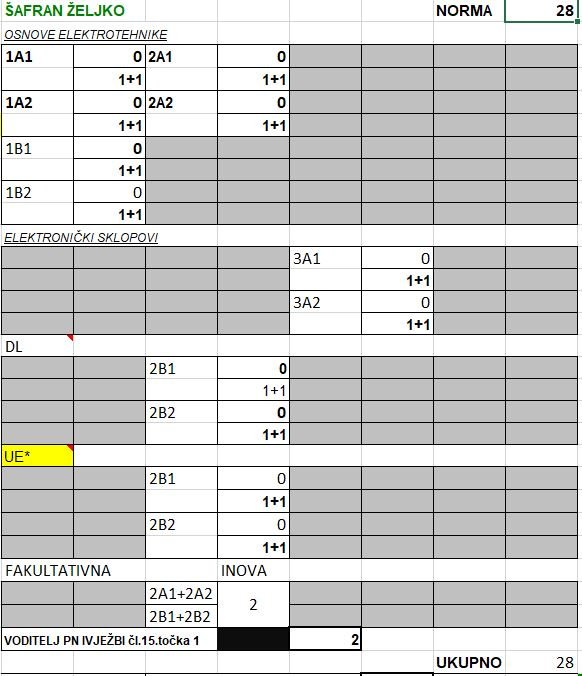 ŠAFRAN ŽELJKO NORMA 28
OSNOVE ELEKTROTEHNIKE
1A1 0 2A1 0
1+1 1+1
1A2 0 2A2 0
1+1 1+1
1B1 0
1+1
1B2 0
1+1
ELEKTRONIČKI SKLOPOVI
3A1 0
1+1
3A2 0
1+1
DL
2B1 0
1+1
2B2 0
1+1
UE*
2B1 0
1+1
2B2 0
1+1
FAKULTATIVNA INOVA
2A1+2A2 2
2B1+2B2
VODITELJ PN IVJEŽBI čl.15.točka 1 2
UKUPNO 28